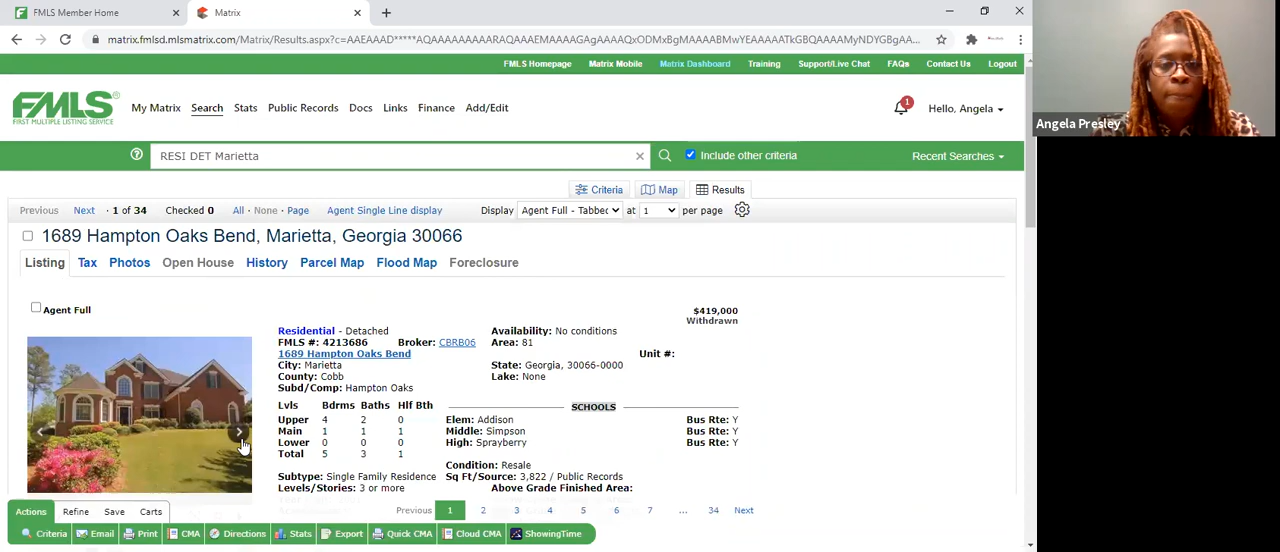 FMLS Member Home
Matrix
matrix.fmlsd.mlsmatrix.com/Matrix/Results.aspx?c=AAEAAAD*****AQAAAAAAAAARAQAAAEMAAAAGAgAAAAQxODMxBgMAAAABMwYEAAAAATkGBQAAAAMyNDYGBgAA...
FMLS Homepage Matrix Mobile Matrix Dashboard Training Support/Live Chat FAQs Contact Us Logout
FMLS®
FIRST MULTIPLE LISTING SERVICE
My Matrix Search Stats Public Records Docs Links Finance Add/Edit
1
Hello, Angela
RESI DET Marietta
Include other criteria
Recent Searches
Criteria Map Results
Previous Next · 1 of 34 Checked 0 All · None · Page Agent Single Line display Display Agent Full - Tabbec at 1 per page
1689 Hampton Oaks Bend, Marietta, Georgia 30066
Listing Tax Photos Open House History Parcel Map Flood Map Foreclosure
Agent Full
$419,000
Withdrawn
Residential - Detached
Availability: No conditions
FMLS #: 4213686 Broker: CBRB06
Area: 81
1689 Hampton Oaks Bend
Unit #:
City: Marietta
State: Georgia, 30066-0000
County: Cobb
Lake: None
Subd/Comp: Hampton Oaks
Lvls Bdrms Baths Hlf Bth
SCHOOLS
Upper 4 2 0
Elem: Addison Bus Rte: Y
Main 1 1 1
Middle: Simpson Bus Rte: Y
Lower 0 0 0
High: Sprayberry Bus Rte: Y
Total 5 3 1
Condition: Resale
Subtype: Single Family Residence
Sq Ft/Source: 3,822 / Public Records
Levels/Stories: 3 or more
Above Grade Finished Area:
Actions Refine Save Carts
Previous 1 2 3 4 5 6 7 ... 34 Next
Criteria Email Print CMA Directions Stats Export Quick CMA Cloud CMA ShowingTime
Angela Presley